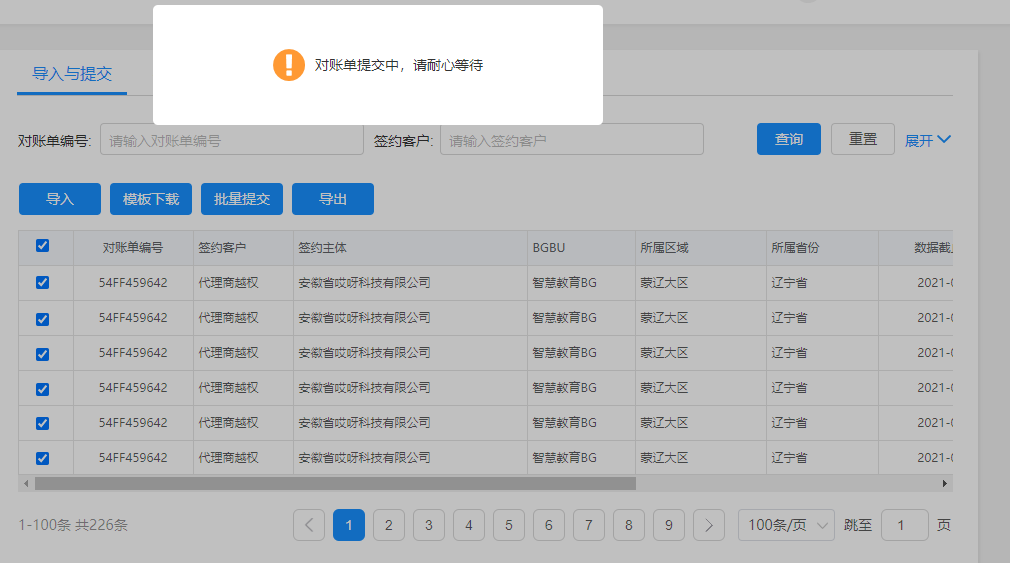 对账单提交中，请耐心等待
导入与提交
对账单编号: 请输入对账单编号 签约客户: 请输入签约客户 查询 重置 展开
导入 模板下载 批量提交 导出
对账单编号 签约客户 签约主体 BGBU 所属区域 所属省份 数据截
54FF459642 代理商越权 安徽省哎呀科技有限公司 智慧教育BG 蒙辽大区 辽宁省 2021-0
54FF459642 代理商越权 安徽省哎呀科技有限公司 智慧教育BG 蒙辽大区 辽宁省 2021-0
54FF459642 代理商越权 安徽省哎呀科技有限公司 智慧教育BG 蒙辽大区 辽宁省 2021-0
54FF459642 代理商越权 安徽省哎呀科技有限公司 智慧教育BG 蒙辽大区 辽宁省 2021-0
54FF459642 代理商越权 安徽省哎呀科技有限公司 智慧教育BG 蒙辽大区 辽宁省 2021-0
54FF459642 代理商越权 安徽省哎呀科技有限公司 智慧教育BG 蒙辽大区 辽宁省 2021-0
1-100条 共226条 1 2 3 4 5 6 7 8 9 100条/页 跳至 1 页